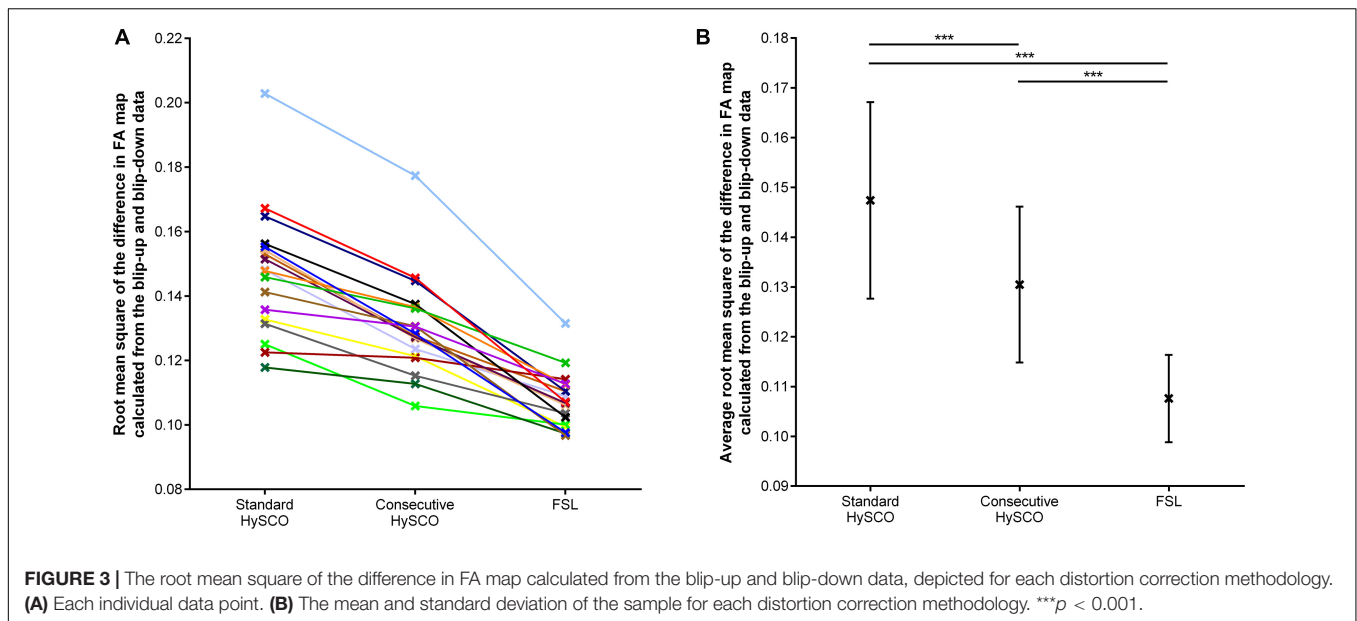 A
Root mean square of the difference in FA map
calculated from the blip-up and blip-down data
0.22
0.20
0.18
0.16
0.14
0.12
0.10
0.08
Standard
HySCO
Consecutive
HySCO
FSL
B
Average root mean square of the difference in FA map
calculated from the blip-up and blip-down data
0.18
0.17
0.16
0.15
0.14
0.13
0.12
0.11
0.10
0.09
***
***
***
Standard
HySCO
Consecutive
HySCO
FSL
FIGURE 3 | The root mean square of the difference in FA map calculated from the blip-up and blip-down data, depicted for each distortion correction methodology.
(A) Each individual data point. (B) The mean and standard deviation of the sample for each distortion correction methodology. ***p < 0.001.